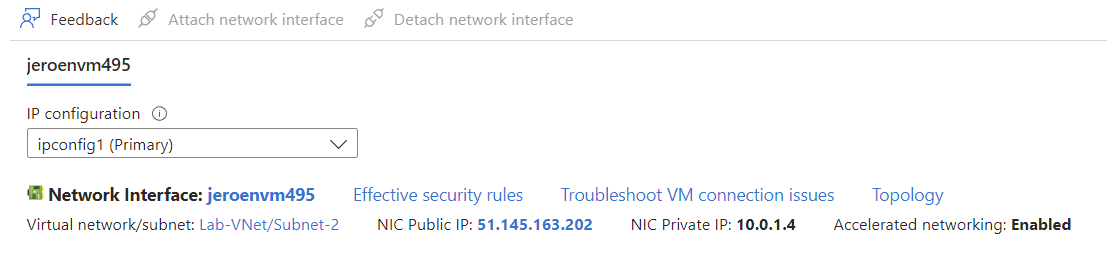 Feedback Attach network interface Detach network interface
jeroenvm495
IP configuration
ipconfig1 (Primary)
Network Interface: jeroenvm495 Effective security rules Troubleshoot VM connection issues Topology
Virtual network/subnet: Lab-VNet/Subnet-2 NIC Public IP: 51.145.163.202 NIC Private IP: 10.0.1.4 Accelerated networking: Enabled